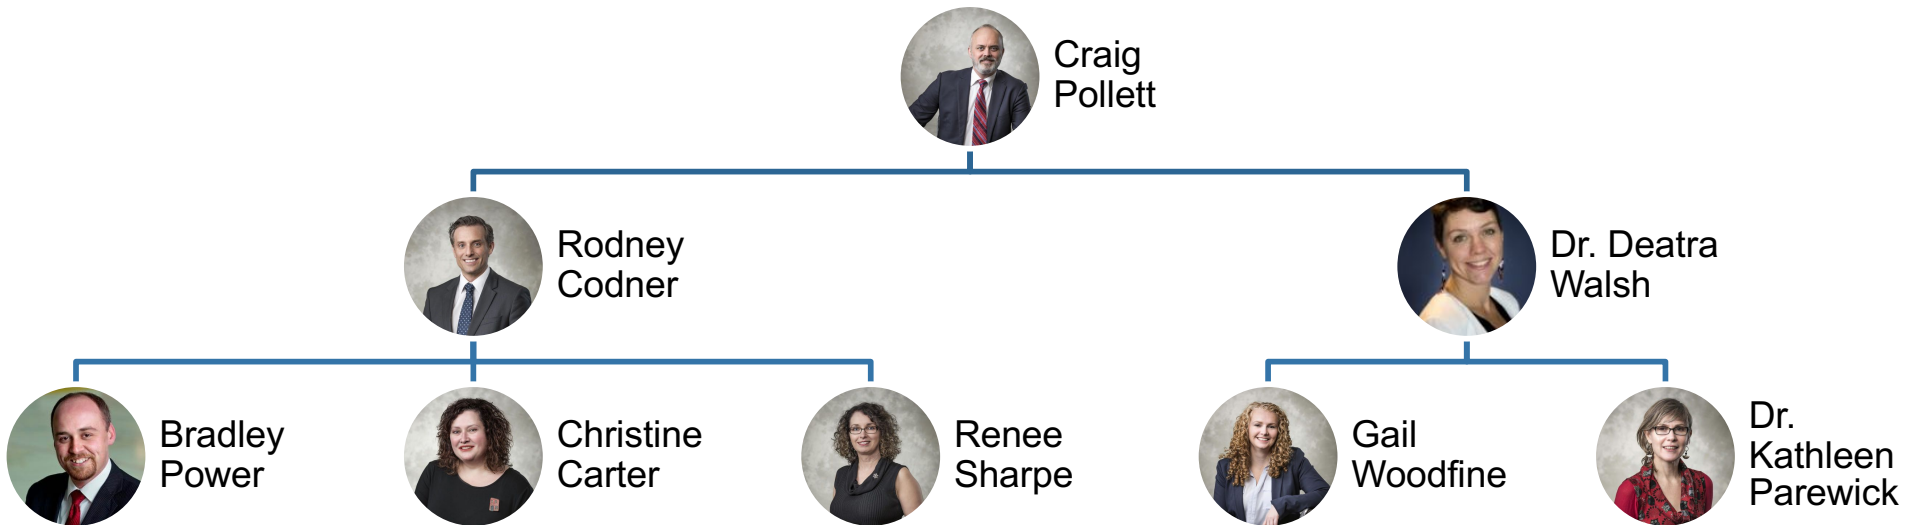 Craig
Pollett
Rodney
Codner
Dr. Deatra
Walsh
Bradley
Power
Christine
Carter
Renee
Sharpe
Gail
Woodfine
Dr.
Kathleen
Parewick